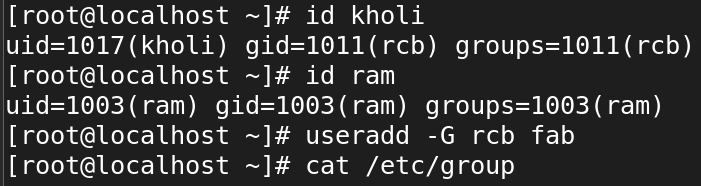 [root@localhost ~]# id kholi
uid=1017(kholi) gid=1011(rcb) groups=1011(rcb)
[root@localhost ~]# id ram
uid=1003(ram) gid=1003(ram) groups=1003(ram)
[root@localhost ~]# useradd -G rcb fab
[root@localhost ~]# cat /etc/group